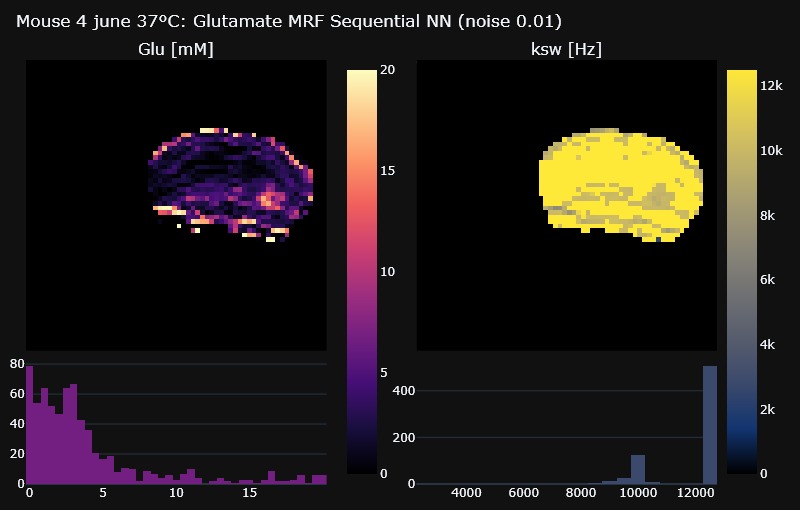 Mouse 4 june 37ºC: Glutamate MRF Sequential NN (noise 0.01)
Glu [mM]
ksw [Hz]
20
15
10
5
0
12k
10k
8k
6k
4k
2k
0
80
60
40
20
0
0 5 10 15
400
200
0
4000 6000 8000 10000 12000